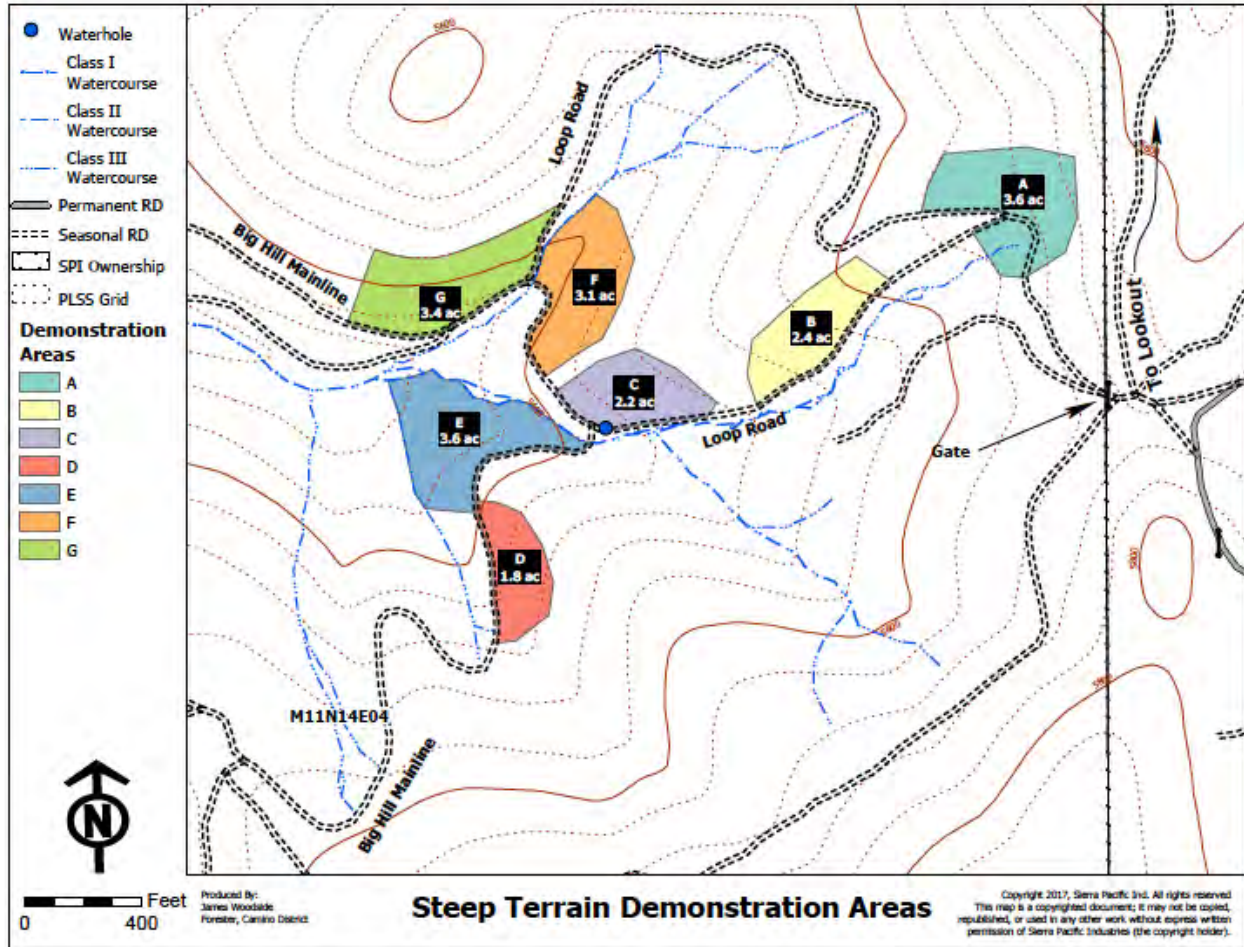 Waterhole
Class I
Watercourse
Class II
Watercourse
Class III
Watercourse
Permanent RD
Seasonal RD
SPI Ownership
PLSS Grid
Demonstration
Areas
A
B
C
D
E
F
G
5600
Loop Road
Big Hill Mainline
A
3.6 ac
To Lookout
G
3.4 ac
F
3.1 ac
B
2.4 ac
C
2.2 ac
Loop Road
E
3.6 ac
Gate
D
1.8 ac
M11N14E04
Big Hill Mainline
N
Feet
0 400
Produced By:
James Woodside
Forester, Camino District
Steep Terrain Demonstration Areas
Copyright 2017, Sierra Pacific Ind. All rights reserved
This map is a copyrighted document; it may not be copied,
republished, or used in any other work without express written
permission of Sierra Pacific Industries (the copyright holder).